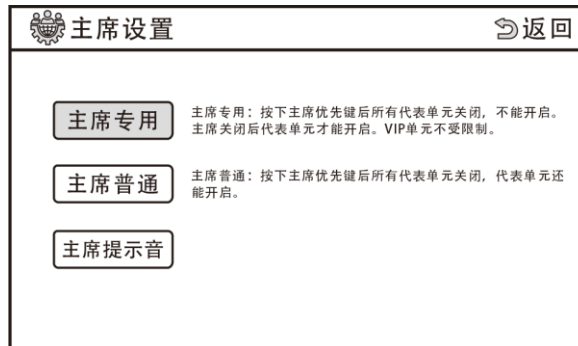 主席设置
返回
主席专用
主席专用：按下主席优先键后所有代表单元关闭，不能开启。
主席关闭后代表单元才能开启。VIP单元不受限制。
主席普通
主席普通：按下主席优先键后所有代表单元关闭，代表单元还
能开启。
主席提示音